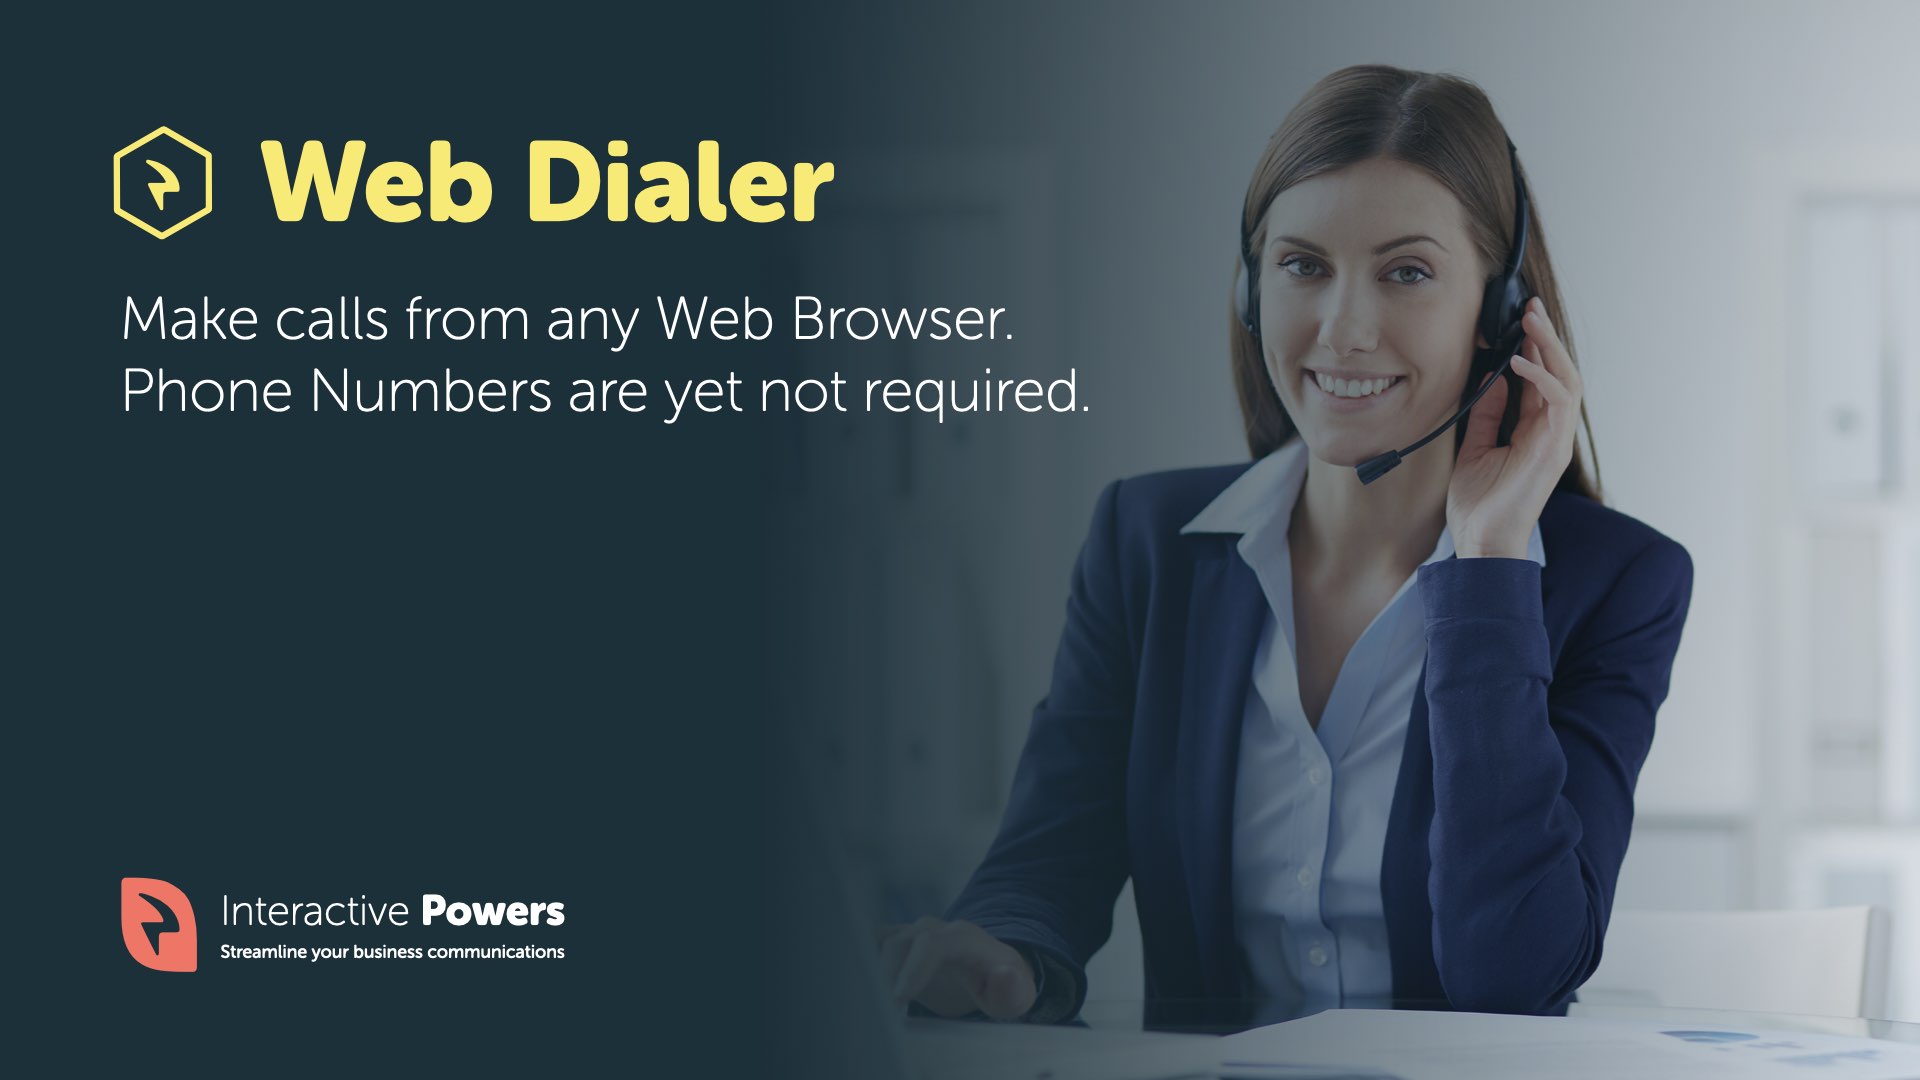 Web Dialer
Make calls from any Web Browser.
Phone Numbers are yet not required.
Interactive Powers
Streamline your business communications